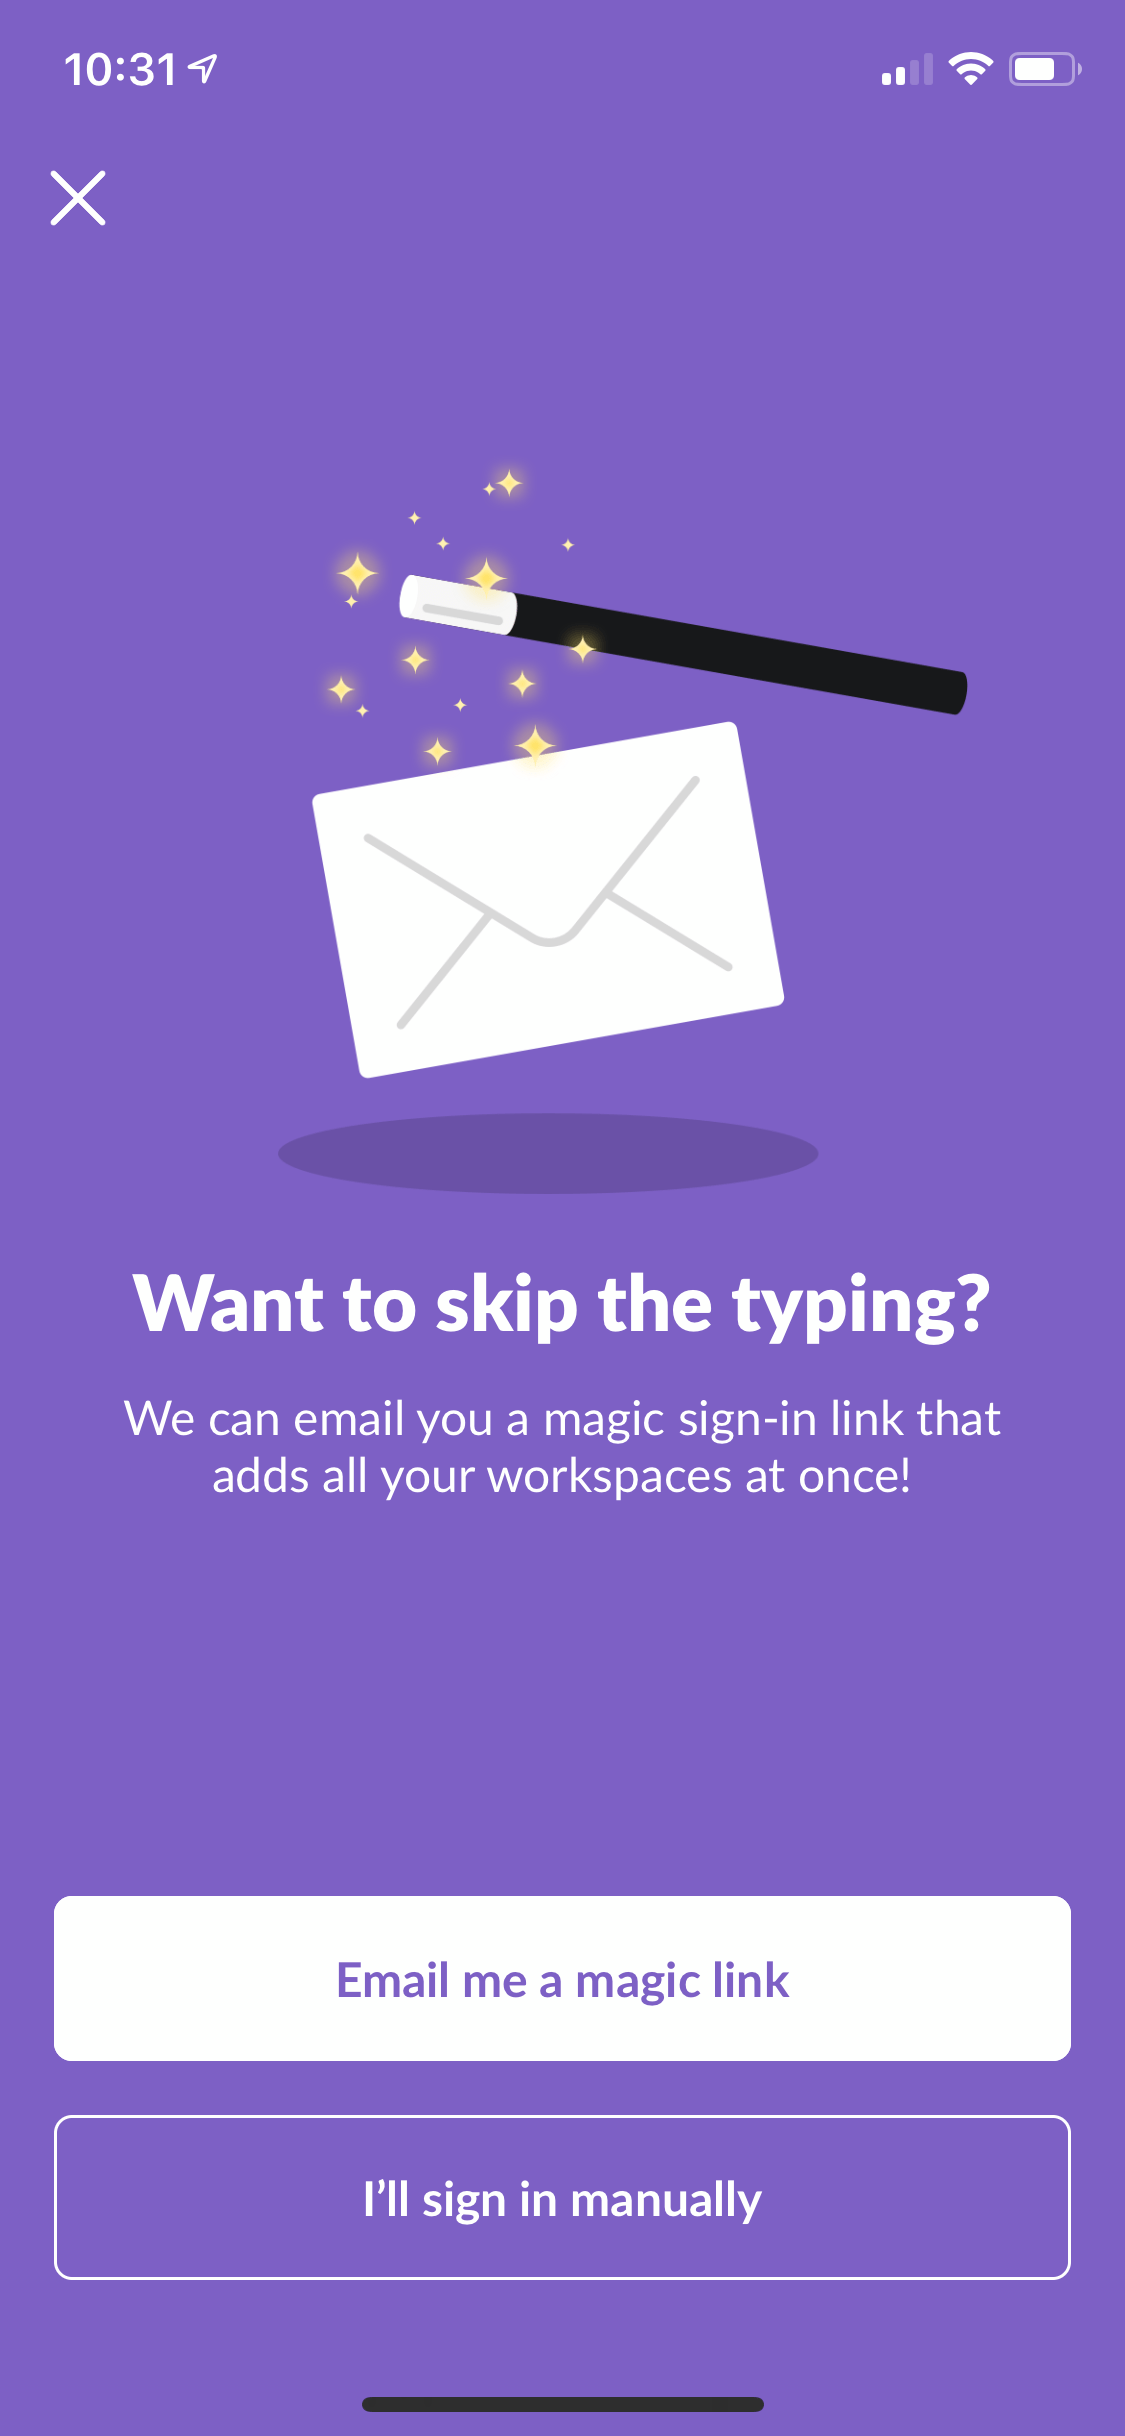 10:31
Want to skip the typing?
We can email you a magic sign-in link that
adds all your workspaces at once!
Email me a magic link
I’ll sign in manually